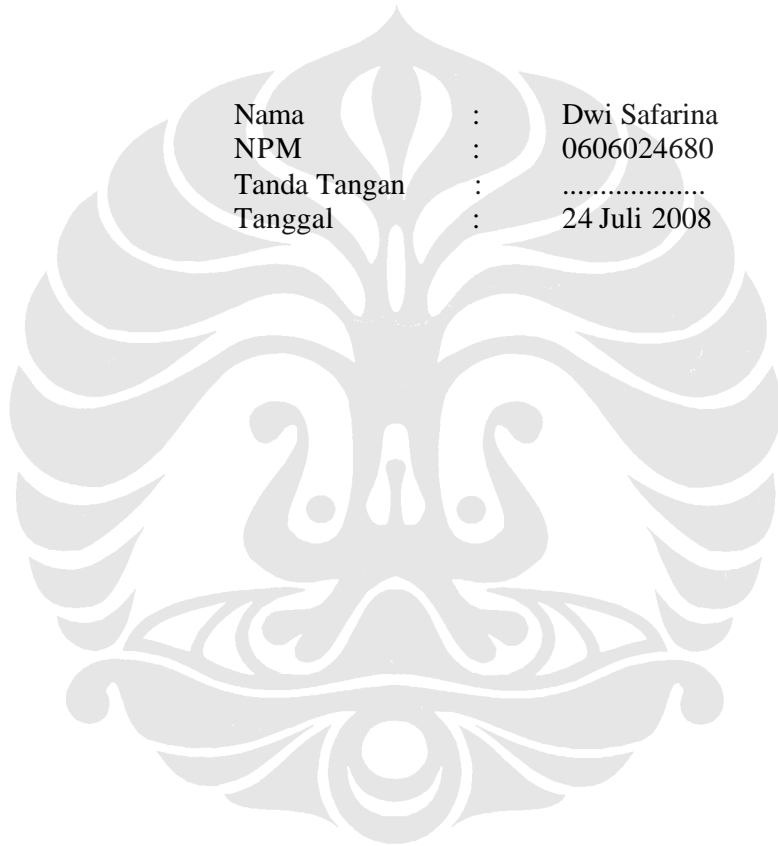 Nama : Dwi Safarina
NPM : 0606024680
Tanda Tangan : ...................
Tanggal : 24 Juli 2008